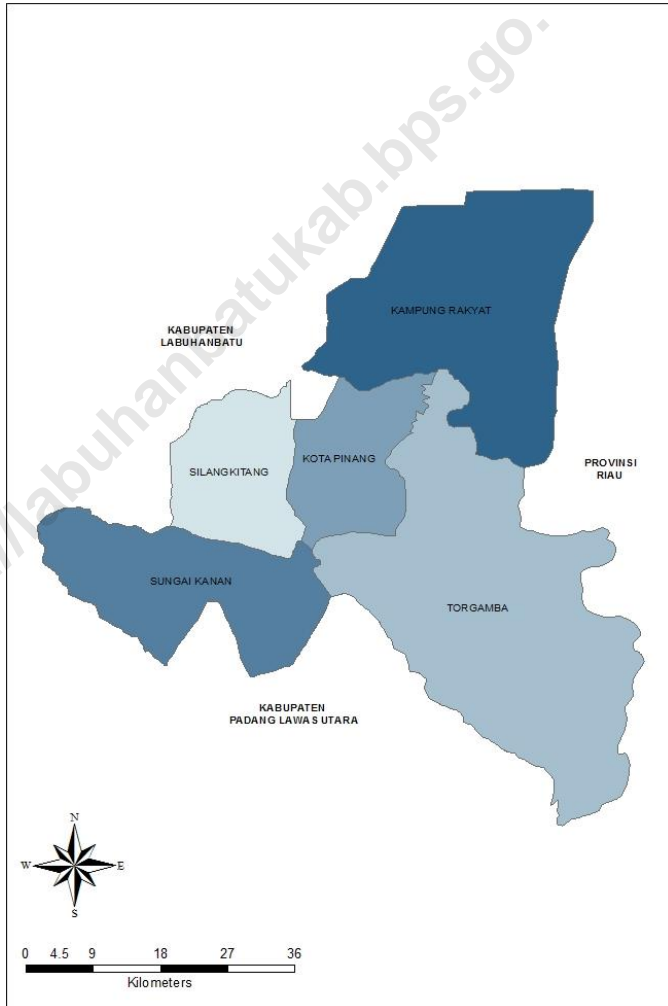 //labuhanbatukab.bps.go.
KAMPUNG RAKYAT
KABUPATEN
LABUHANBATU
KOTA PINANG
SILANGKITANG
PROVINSI
RIAU
SUNGAI KANAN
TORGAMBA
KABUPATEN
PADANG LAWAS UTARA
N
W E
S
0 4.5 9 18 27 36
Kilometers